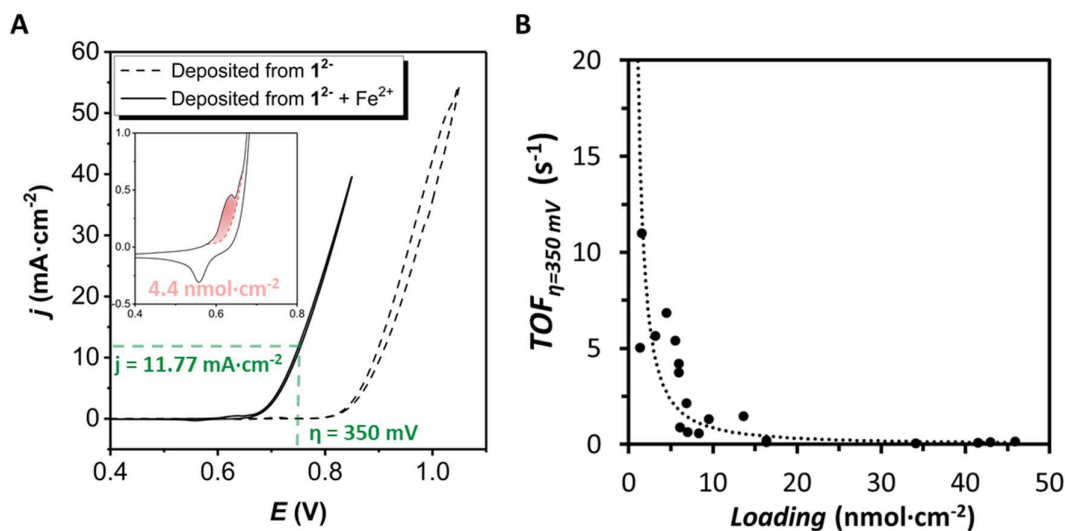 A
j (mA·cm⁻²)
60
50
40
30
20
10
0
Deposited from 1²⁻
Deposited from 1²⁻ + Fe²⁺
1.0
0.5
0.0
-0.5
0.4 0.6 0.8
4.4 nmol·cm⁻²
j = 11.77 mA·cm⁻²
η = 350 mV
0.4 0.6 0.8 1.0
E (V)
B
TOFη=350 mV (s⁻¹)
20
15
10
5
0
0 10 20 30 40 50
Loading (nmol·cm⁻²)